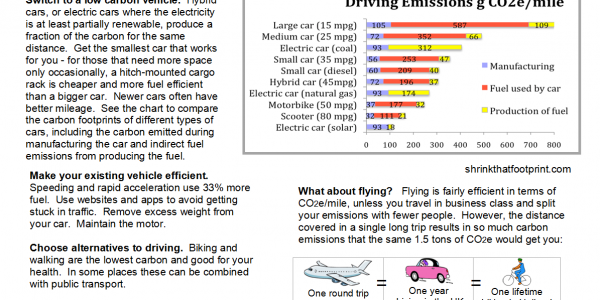 Switch to a low carbon vehicle. Hybrid
cars, or electric cars where the electricity
is at least partially renewable, produce a
fraction of the carbon for the same
distance. Get the smallest car that works
for you - for those that need more space
only occasionally, a hitch-mounted cargo
rack is cheaper and more fuel efficient
than a bigger car. Newer cars often have
better mileage. See the chart to compare
the carbon footprints of different types of
cars, including the carbon emitted during
manufacturing the car and indirect fuel
emissions from producing the fuel.
Driving Emissions g CO2e/mile
Large car (15 mpg) 105 587 109
Medium car (25 mpg) 72 352 66
Electric car (coal) 93 312
Small car (35 mpg) 56 253 47
Small car (diesel) 60 209 40
Hybrid car (45mpg) 72 196 37
Electric car (natural gas) 93 174
Motorbike (50 mpg) 37 177 32
Scooter (80 mpg) 32 111 21
Electric car (solar) 93 18
0 100 200 300 400 500 600 700 800
Manufacturing
Fuel used by car
Production of fuel
shrinkthatfootprint.com
Make your existing vehicle efficient.
Speeding and rapid acceleration use 33% more
fuel. Use websites and apps to avoid getting
stuck in traffic. Remove excess weight from
your car. Maintain the motor.
Choose alternatives to driving. Biking and
walking are the lowest carbon and good for your
health. In some places these can be combined
with public transport.
What about flying? Flying is fairly efficient in terms of
CO2e/mile, unless you travel in business class and split
your emissions with fewer people. However, the distance
covered in a single long trip results in so much carbon
emissions that the same 1.5 tons of CO2e would get you:
= =
One round trip
One year
One lifetime